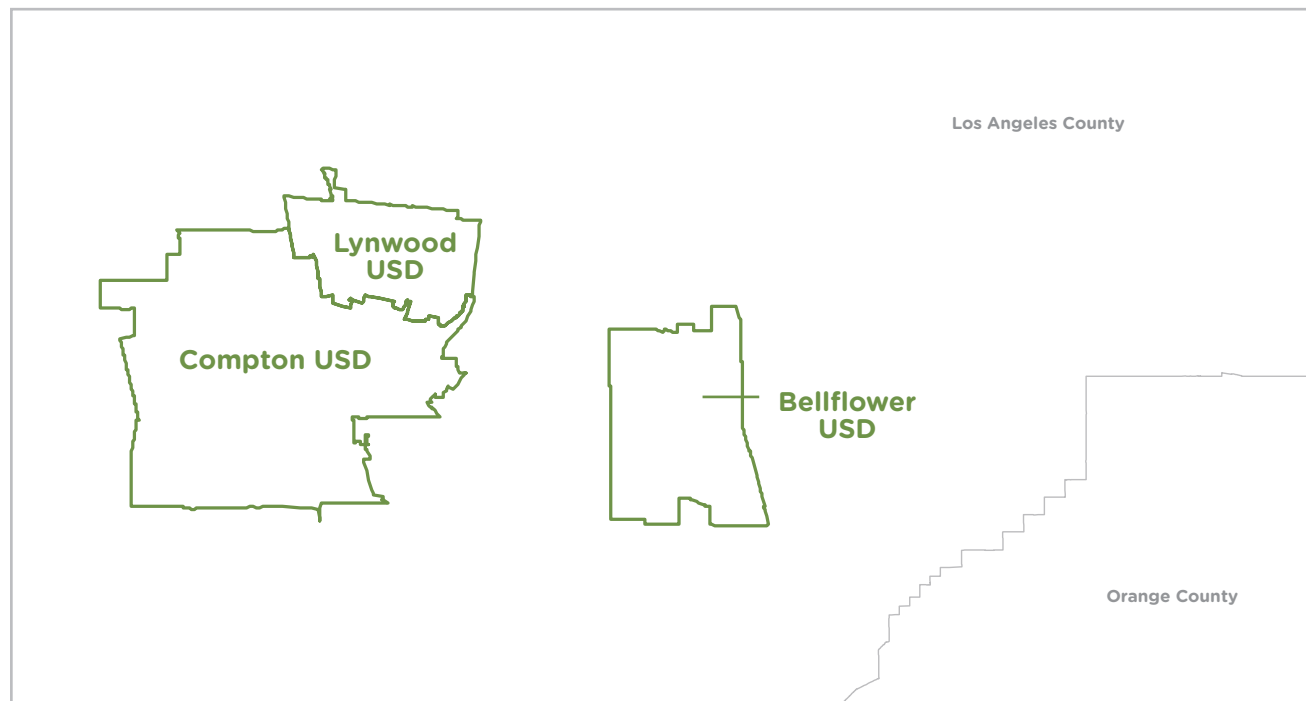 Los Angeles County
Lynwood
USD
Compton USD
Bellflower
USD
Orange County